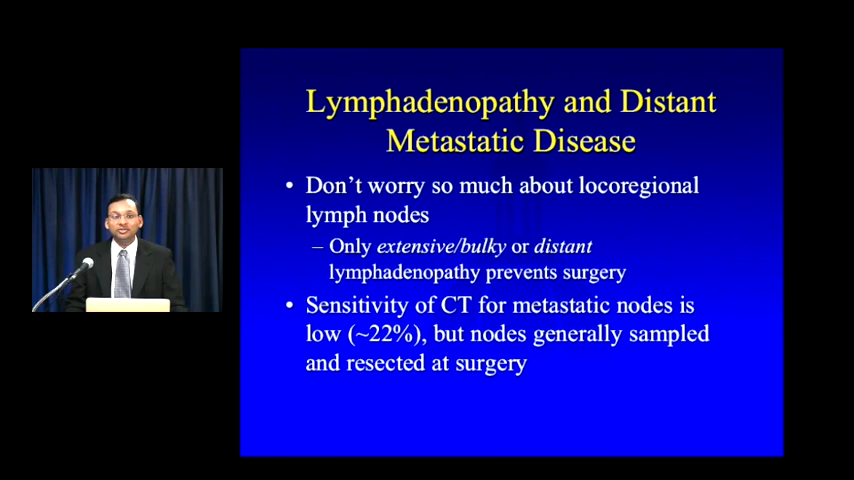 Lymphadenopathy and Distant
Metastatic Disease
• Don't worry so much about locoregional
lymph nodes
– Only extensive/bulky or distant
lymphadenopathy prevents surgery
• Sensitivity of CT for metastatic nodes is
low (~22%), but nodes generally sampled
and resected at surgery